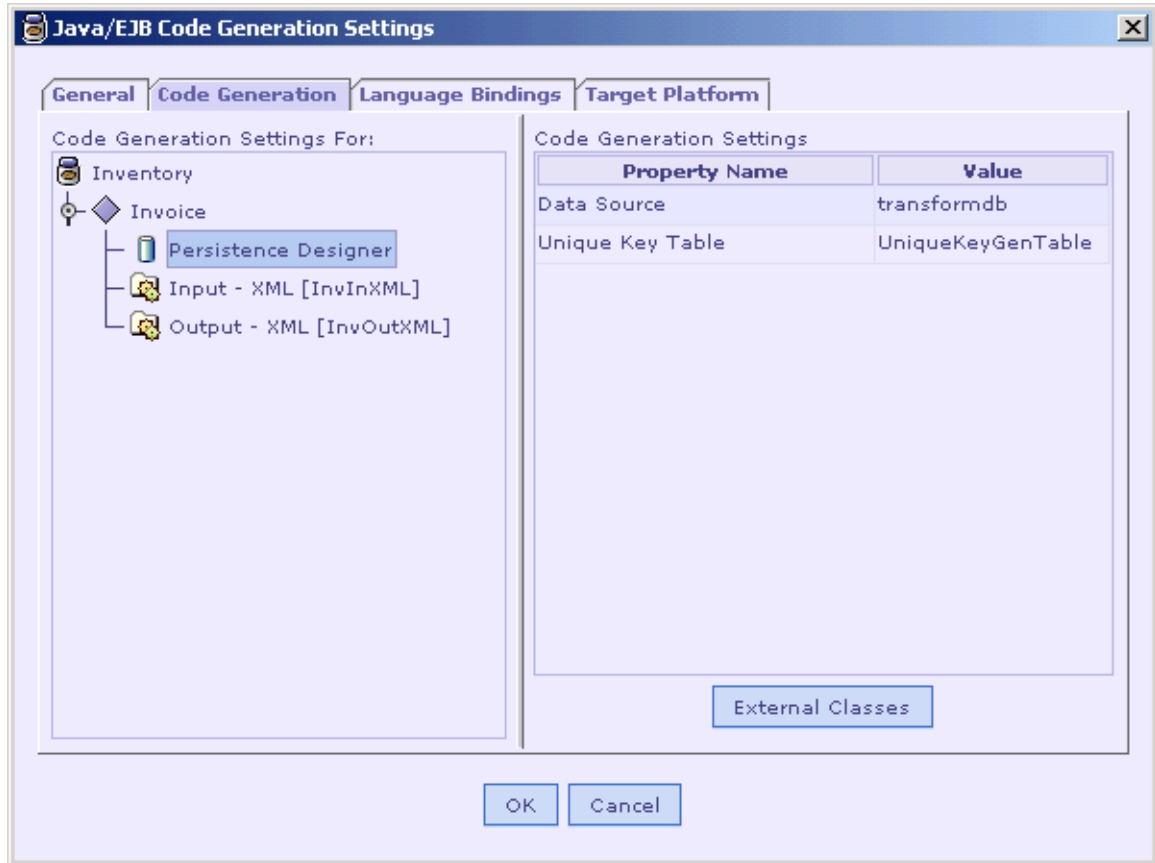 Java/EJB Code Generation Settings
General Code Generation Language Bindings Target Platform
Code Generation Settings For:
Inventory
Invoice
Persistence Designer
Input - XML [InvInXML]
Output - XML [InvOutXML]
Code Generation Settings
Property Name Value
Data Source transformdb
Unique Key Table UniqueKeyGenTable
External Classes
OK Cancel